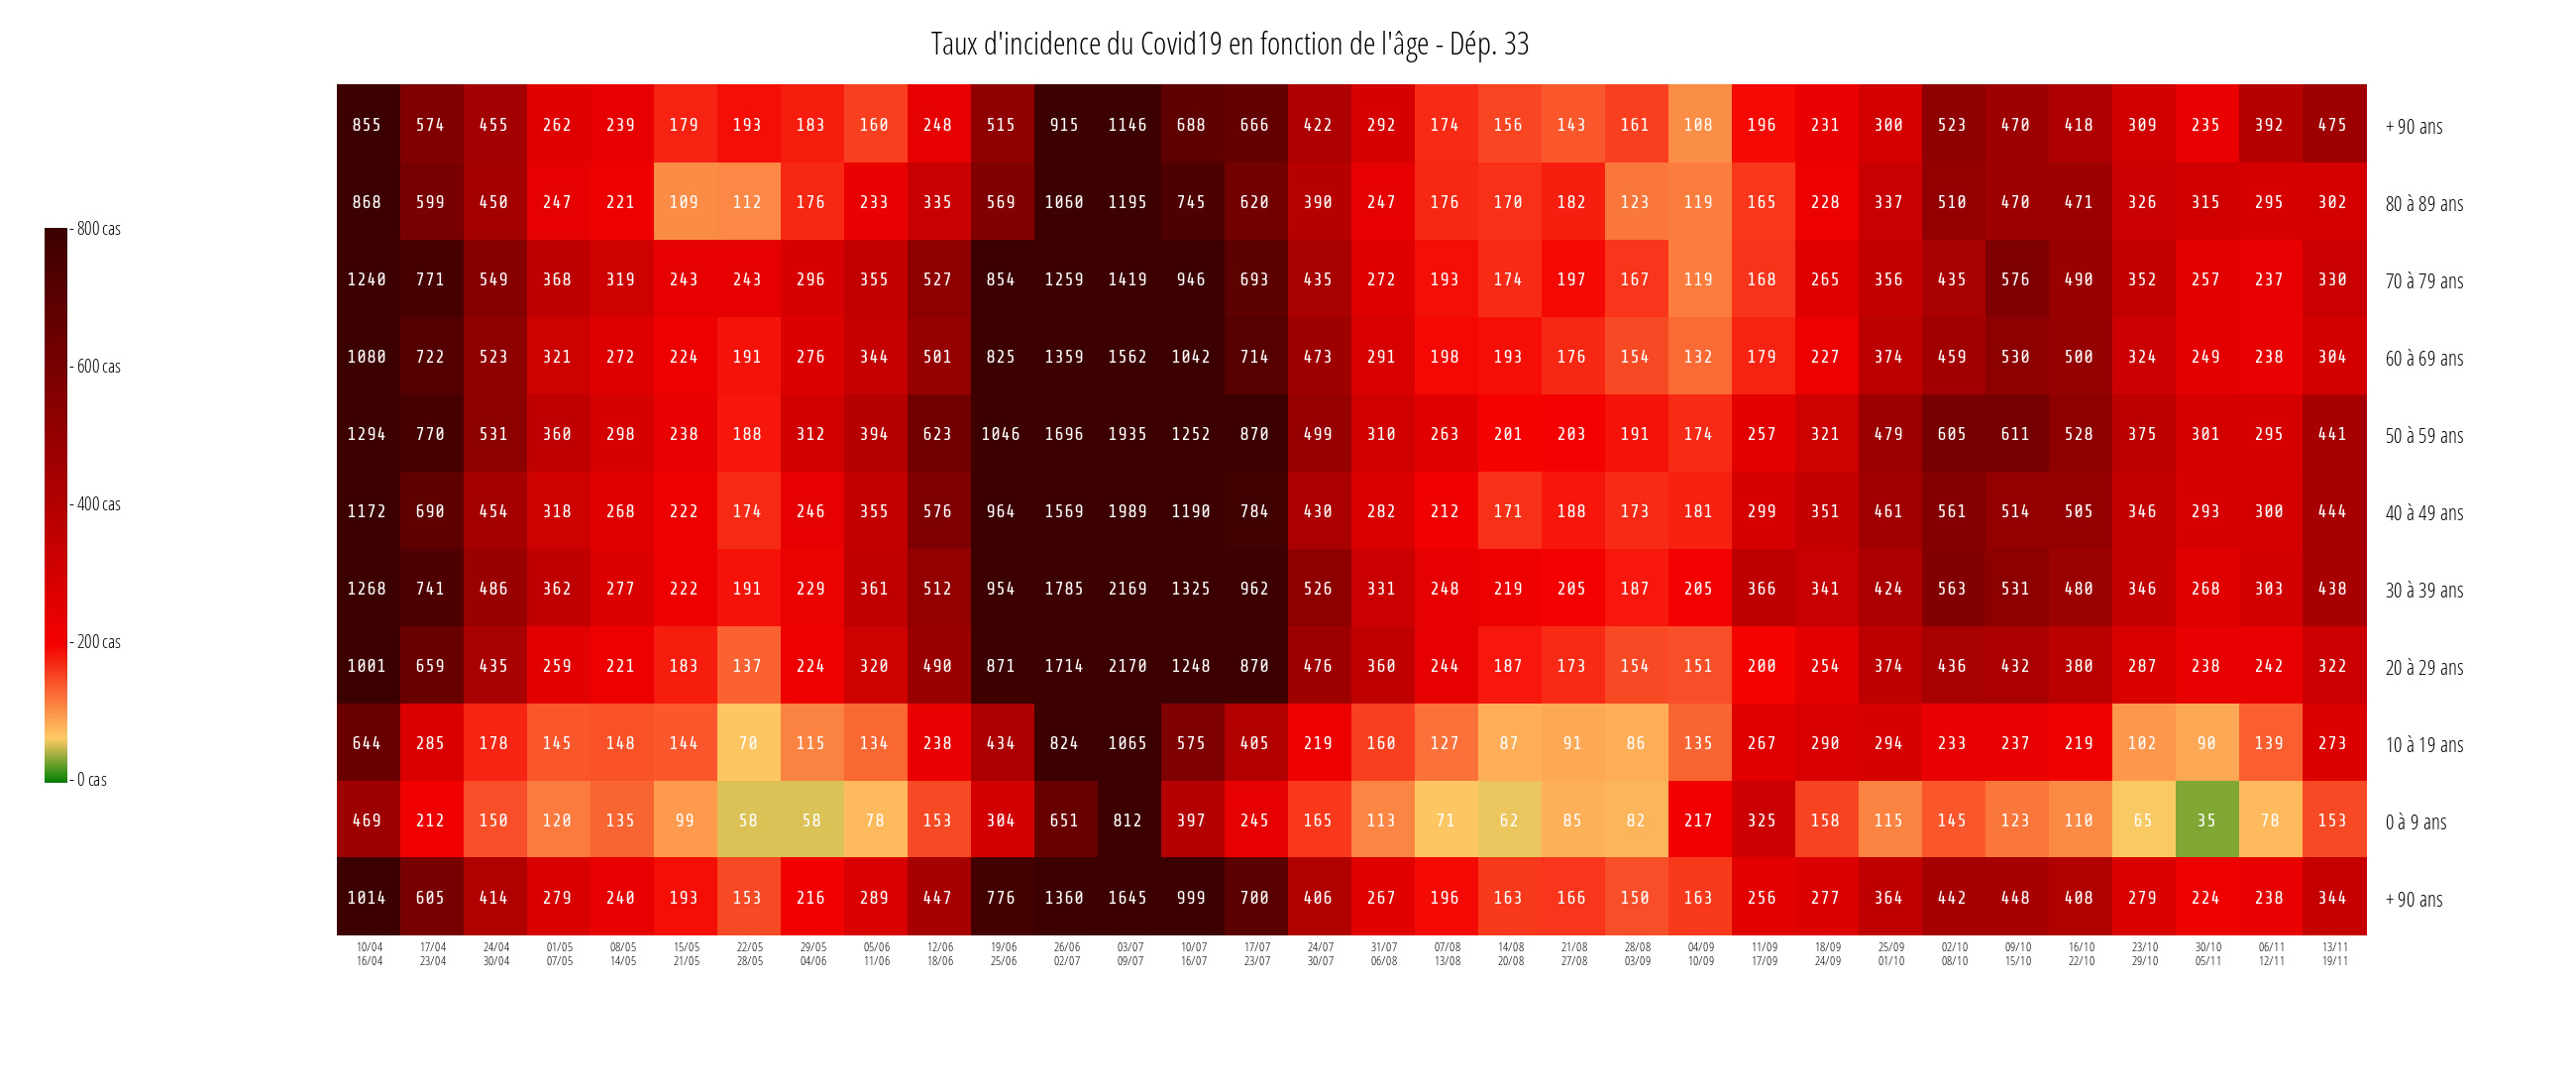 Taux d'incidence du Covid19 en fonction de l'âge - Dép. 33
855 574 455 262 239 179 193 183 160 248 515 915 1146 688 666 422 292 174 156 143 161 108 196 231 300 523 470 418 309 235 392 475 + 90 ans
868 599 450 247 221 109 112 176 233 335 569 1060 1195 745 620 390 247 176 170 182 123 119 165 228 337 510 470 471 326 315 295 302 80 à 89 ans
- 800 cas
1240 771 549 368 319 243 243 296 355 527 854 1259 1419 946 693 435 272 193 174 197 167 119 168 265 356 435 576 490 352 257 237 330 70 à 79 ans
1080 722 523 321 272 224 191 276 344 501 825 1359 1562 1042 714 473 291 198 193 176 154 132 179 227 374 459 530 500 324 249 238 304 60 à 69 ans
- 600 cas
1294 770 531 360 298 238 188 312 394 623 1046 1696 1935 1252 870 499 310 263 201 203 191 174 257 321 479 605 611 528 375 301 295 441 50 à 59 ans
- 400 cas
1172 690 454 318 268 222 174 246 355 576 964 1569 1989 1190 784 430 282 212 171 188 173 181 299 351 461 561 514 505 346 293 300 444 40 à 49 ans
1268 741 486 362 277 222 191 229 361 512 954 1785 2169 1325 962 526 331 248 219 205 187 205 366 341 424 563 531 480 346 268 303 438 30 à 39 ans
- 200 cas
1001 659 435 259 221 183 137 224 320 490 871 1714 2170 1248 870 476 360 244 187 173 154 151 200 254 374 436 432 380 287 238 242 322 20 à 29 ans
644 285 178 145 148 144 70 115 134 238 434 824 1065 575 405 219 160 127 87 91 86 135 267 290 294 233 237 219 102 90 139 273 10 à 19 ans
- 0 cas
469 212 150 120 135 99 58 58 78 153 304 651 812 397 245 165 113 71 62 85 82 217 325 158 115 145 123 110 65 35 78 153 0 à 9 ans
1014 605 414 279 240 193 153 216 289 447 776 1360 1645 999 700 406 267 196 163 166 150 163 256 277 364 442 448 408 279 224 238 344 + 90 ans
10/04 17/04 24/04 01/05 08/05 15/05 22/05 29/05 05/06 12/06 19/06 26/06 03/07 10/07 17/07 24/07 31/07 07/08 14/08 21/08 28/08 04/09 11/09 18/09 25/09 02/10 09/10 16/10 23/10 30/10 06/11 13/11
16/04 23/04 30/04 07/05 14/05 21/05 28/05 04/06 11/06 18/06 25/06 02/07 09/07 16/07 23/07 30/07 06/08 13/08 20/08 27/08 03/09 10/09 17/09 24/09 01/10 08/10 15/10 22/10 29/10 05/11 12/11 19/11